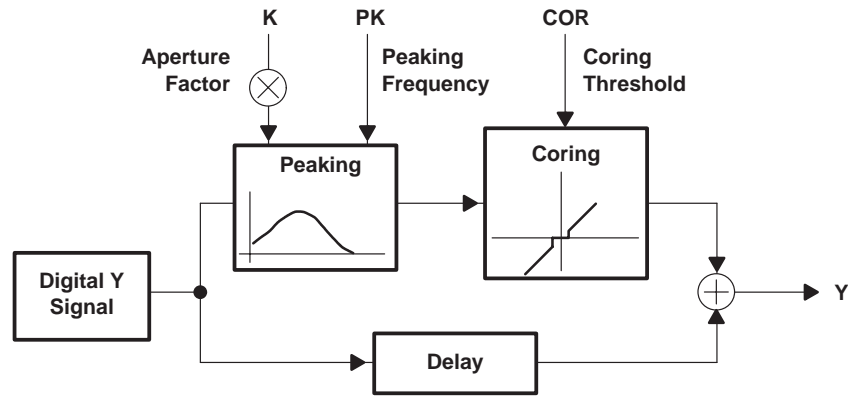 K
PK
COR
Aperture
Factor
Peaking
Frequency
Coring
Threshold
Peaking
Coring
Digital Y
Signal
Y
Delay